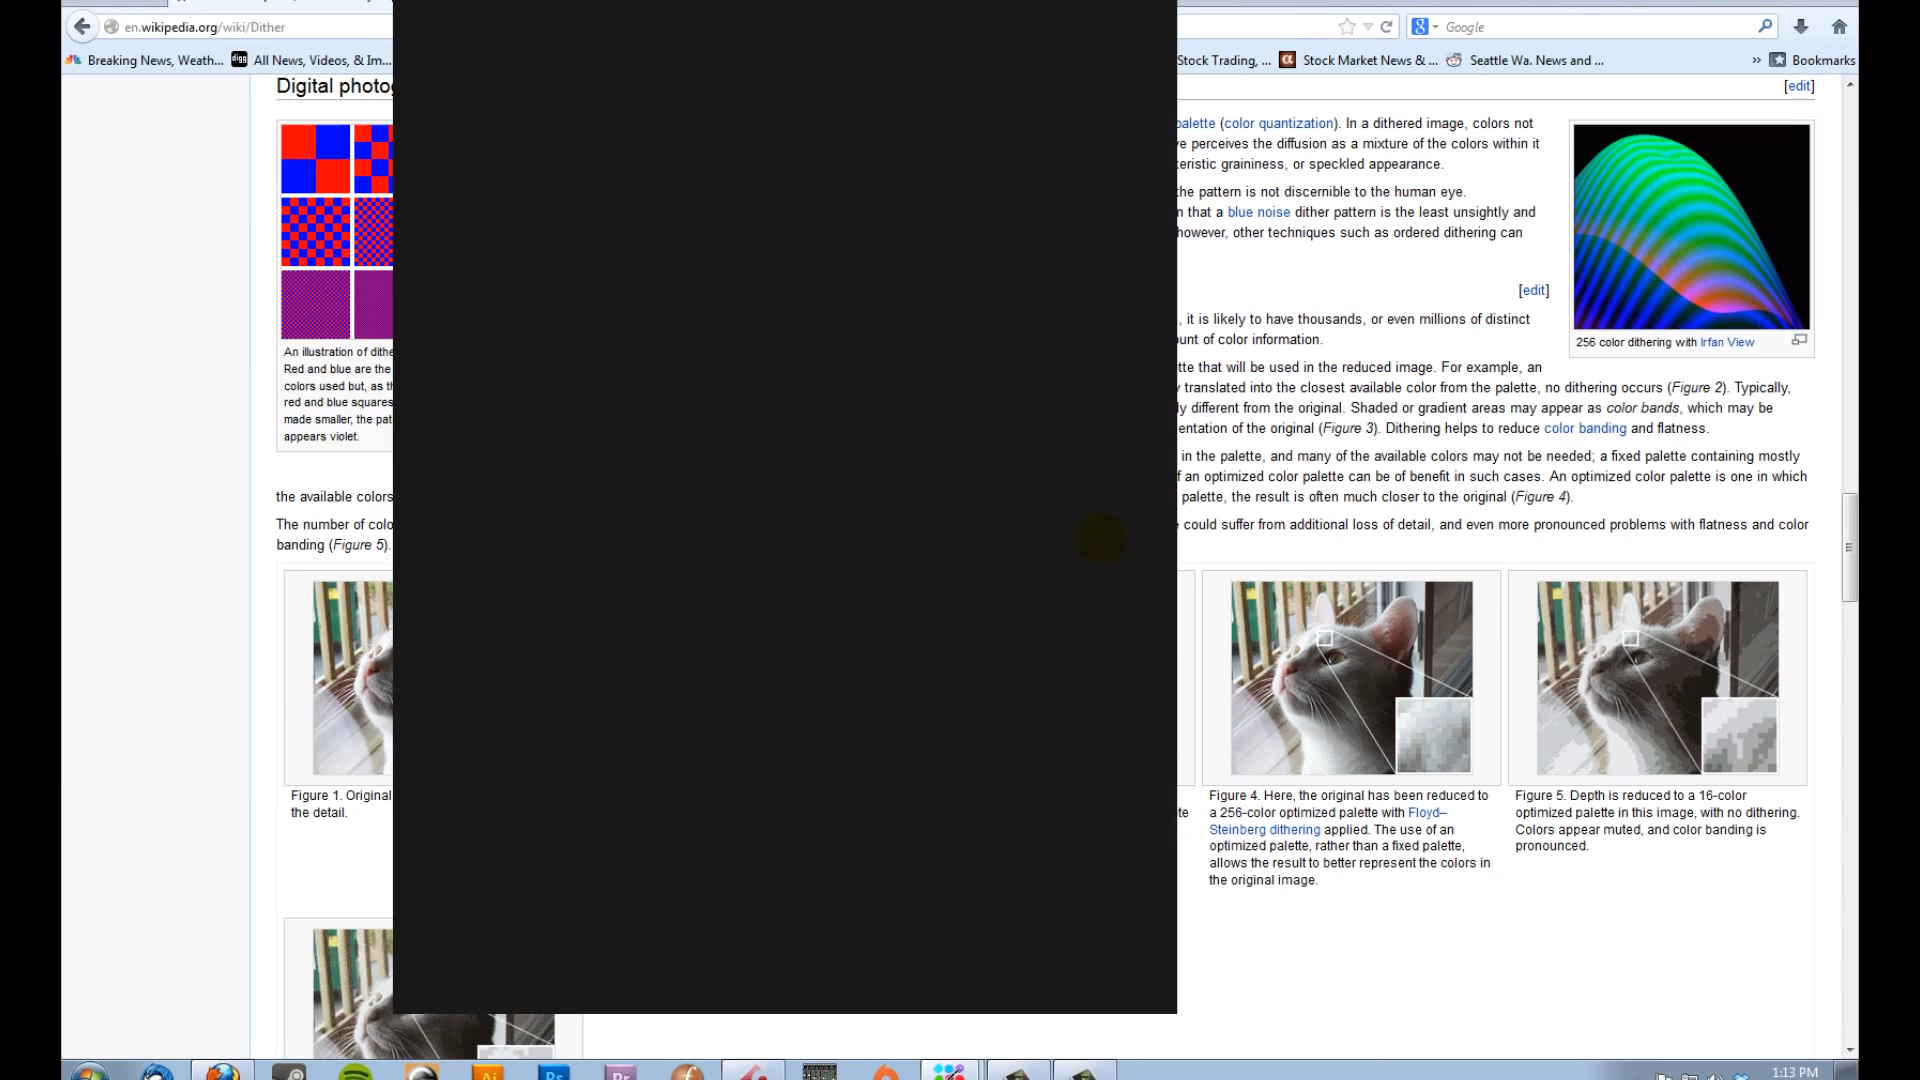 en.wikipedia.org/wiki/Dither
Google
Breaking News, Weath...
All News, Videos, & Im...
Stock Trading, ...
Stock Market News & ...
Seattle Wa. News and ...
»
Bookmarks
Digital photo
[edit]
palette (color quantization). In a dithered image, colors not
e perceives the diffusion as a mixture of the colors within it
teristic graininess, or speckled appearance.
the pattern is not discernible to the human eye.
n that a blue noise dither pattern is the least unsightly and
however, other techniques such as ordered dithering can
256 color dithering with Irfan View
[edit]
, it is likely to have thousands, or even millions of distinct
unt of color information.
An illustration of dithe
Red and blue are the
colors used but, as th
red and blue squares
made smaller, the pat
appears violet.
tte that will be used in the reduced image. For example, an
y translated into the closest available color from the palette, no dithering occurs (Figure 2). Typically,
ly different from the original. Shaded or gradient areas may appear as color bands, which may be
entation of the original (Figure 3). Dithering helps to reduce color banding and flatness.
in the palette, and many of the available colors may not be needed; a fixed palette containing mostly
f an optimized color palette can be of benefit in such cases. An optimized color palette is one in which
the available colors
palette, the result is often much closer to the original (Figure 4).
The number of colo
could suffer from additional loss of detail, and even more pronounced problems with flatness and color
banding (Figure 5).
Figure 1. Original
the detail.
te
Figure 4. Here, the original has been reduced to
a 256-color optimized palette with Floyd–
Steinberg dithering applied. The use of an
optimized palette, rather than a fixed palette,
allows the result to better represent the colors in
the original image.
Figure 5. Depth is reduced to a 16-color
optimized palette in this image, with no dithering.
Colors appear muted, and color banding is
pronounced.
1:13 PM